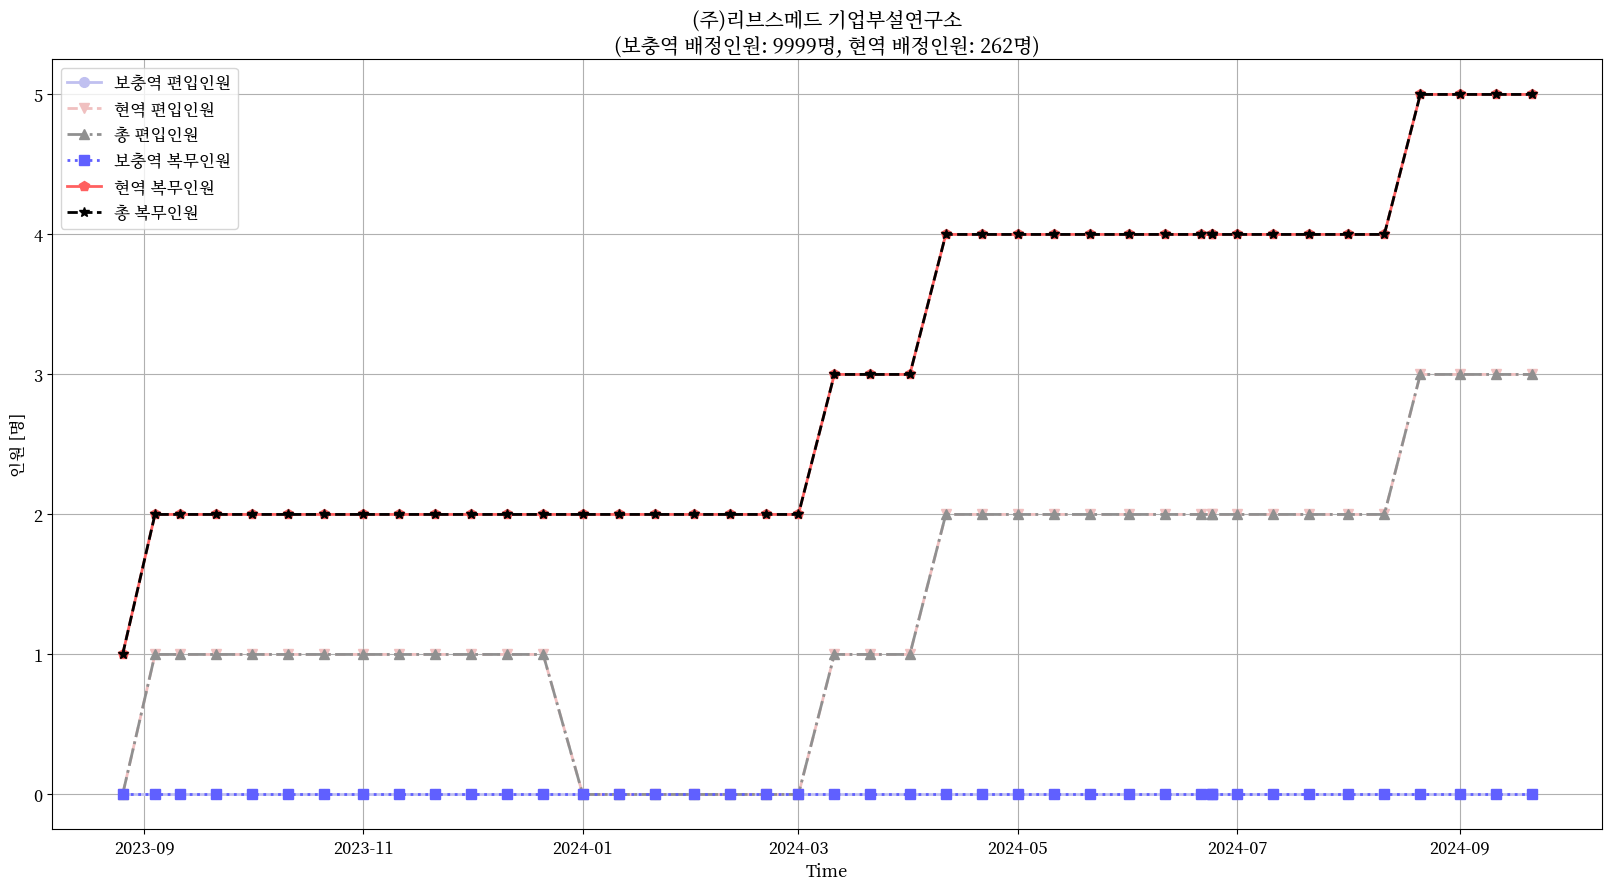 (주)리브스메드 기업부설연구소
(보충역 배정인원: 9999명, 현역 배정인원: 262명)
보충역 편입인원
현역 편입인원
총 편입인원
보충역 복무인원
현역 복무인원
총 복무인원
인원 [명]
5
4
3
2
1
0
2023-09
2023-11
2024-01
2024-03
2024-05
2024-07
2024-09
Time